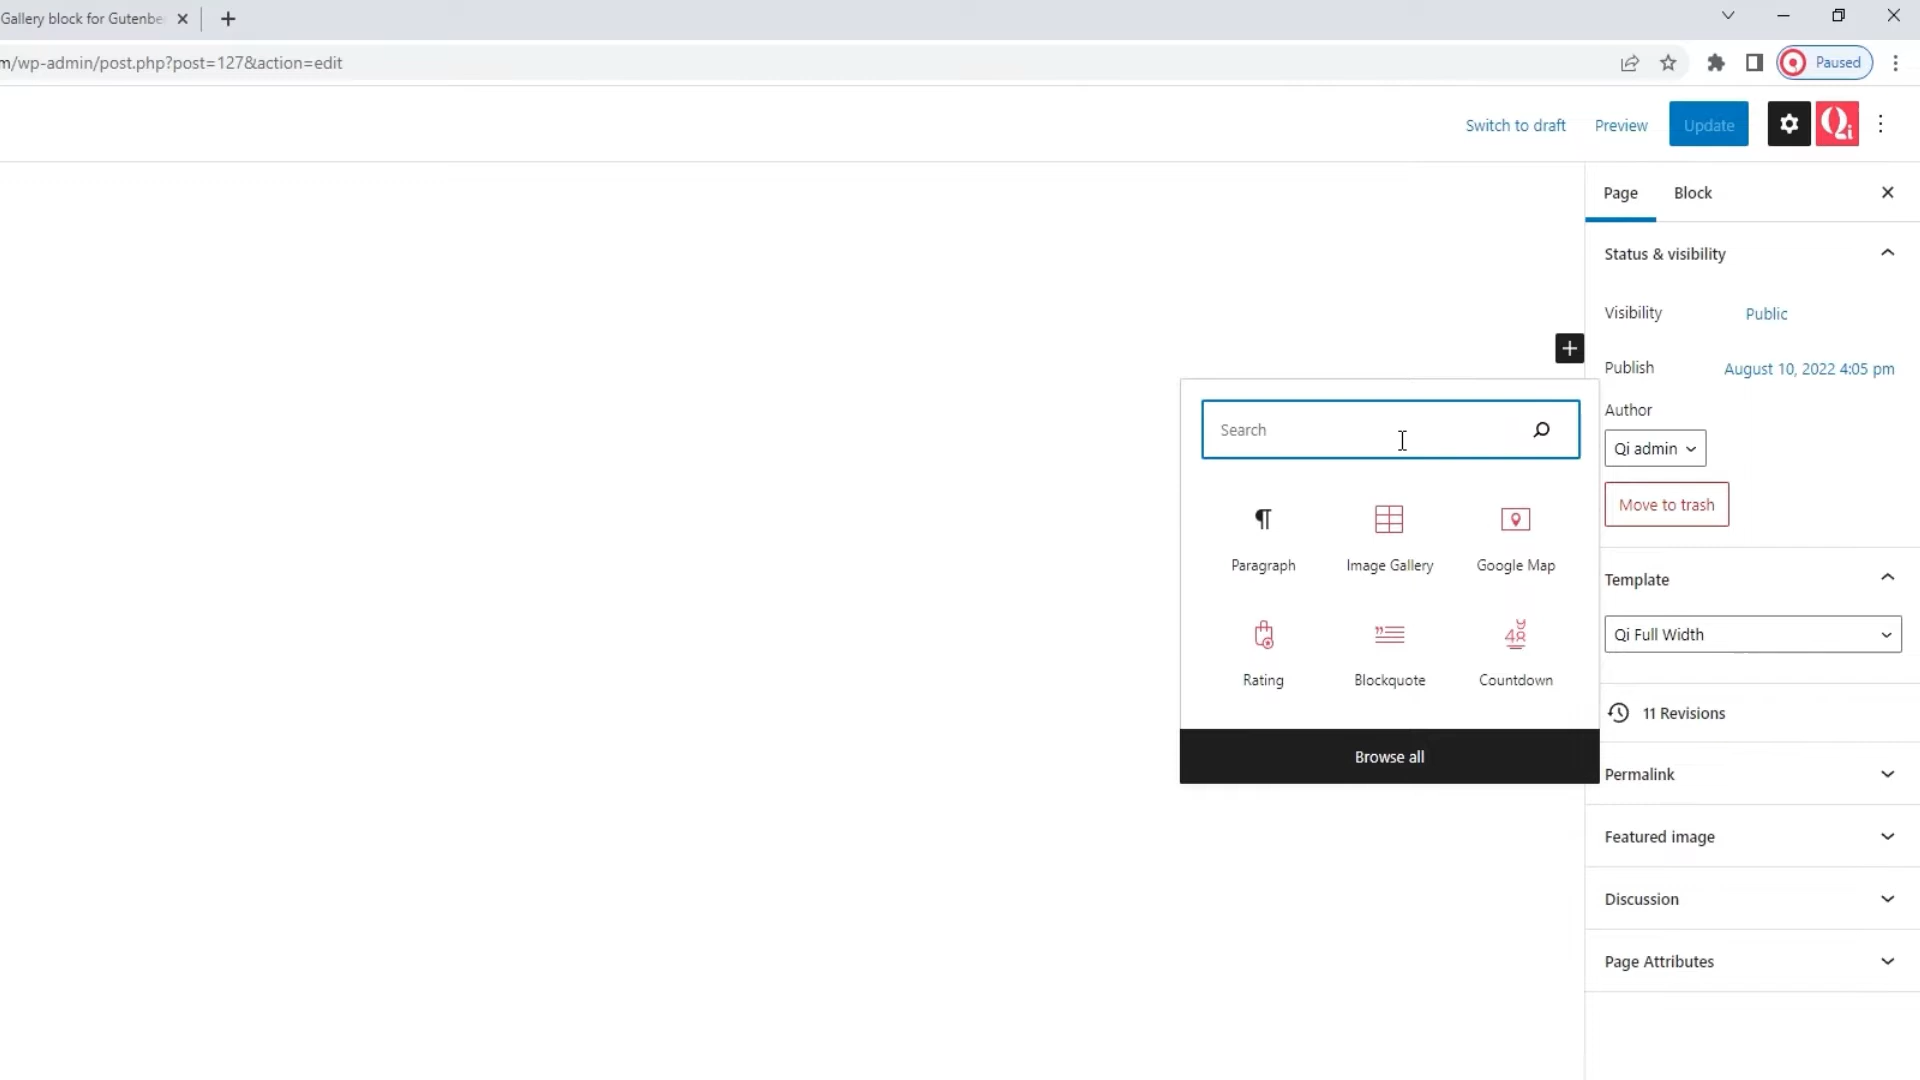 Gallery block for Gutenbe
m/wp-admin/post.php?post=127&action=edit
Paused
Switch to draft
Preview
Update
Qi
Page
Block
Status & visibility
Visibility
Public
Publish
August 10, 2022 4:05 pm
Author
Qi admin
Move to trash
Search
Paragraph
Image Gallery
Google Map
Rating
Blockquote
Countdown
Browse all
Template
Qi Full Width
11 Revisions
Permalink
Featured image
Discussion
Page Attributes